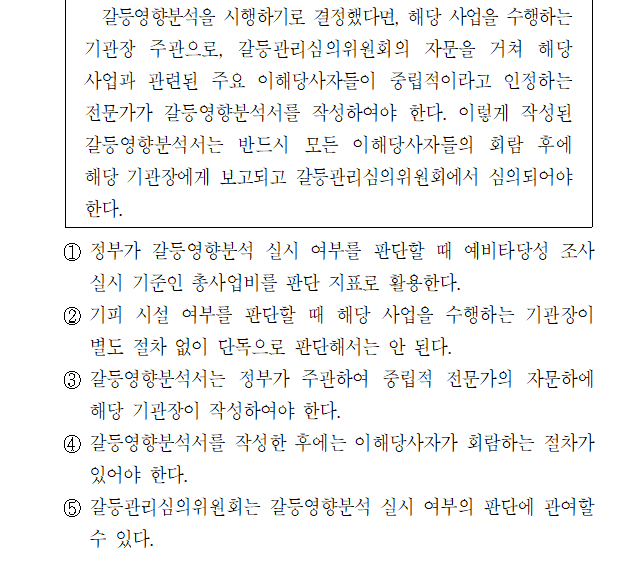 갈등영향분석을 시행하기로 결정했다면, 해당 사업을 수행하는
기관장 주관으로, 갈등관리심의위원회의 자문을 거쳐 해당
사업과 관련된 주요 이해당사자들이 중립적이라고 인정하는
전문가가 갈등영향분석서를 작성하여야 한다. 이렇게 작성된
갈등영향분석서는 반드시 모든 이해당사자들의 회람 후에
해당 기관장에게 보고되고 갈등관리심의위원회에서 심의되어야
한다.
① 정부가 갈등영향분석 실시 여부를 판단할 때 예비타당성 조사
실시 기준인 총사업비를 판단 지표로 활용한다.
② 기피 시설 여부를 판단할 때 해당 사업을 수행하는 기관장이
별도 절차 없이 단독으로 판단해서는 안 된다.
③ 갈등영향분석서는 정부가 주관하여 중립적 전문가의 자문하에
해당 기관장이 작성하여야 한다.
④ 갈등영향분석서를 작성한 후에는 이해당사자가 회람하는 절차가
있어야 한다.
⑤ 갈등관리심의위원회는 갈등영향분석 실시 여부의 판단에 관여할
수 있다.